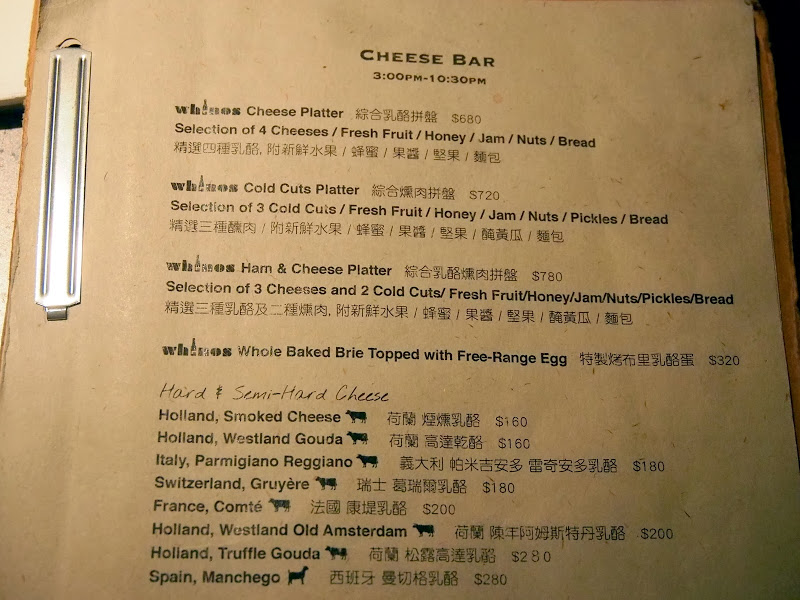 CHEESE BAR
3:00PM-10:30PM
whinos Cheese Platter 綜合乳酪拼盤 $680
Selection of 4 Cheeses / Fresh Fruit / Honey / Jam / Nuts / Bread
精選四種乳酪, 附新鮮水果 / 蜂蜜 / 果醬 / 堅果 / 麵包
whinos Cold Cuts Platter 綜合燻肉拼盤 $720
Selection of 3 Cold Cuts / Fresh Fruit / Honey / Jam / Nuts / Pickles / Bread
精選三種醺肉 / 附新鮮水果 / 蜂蜜 / 果醬 / 堅果 / 醃黃瓜 / 麵包
whinos Ham & Cheese Platter 綜合乳酪燻肉拼盤 $780
Selection of 3 Cheeses and 2 Cold Cuts/ Fresh Fruit/Honey/Jam/Nuts/Pickles/Bread
精選三種乳酪及二種燻肉, 附新鮮水果 / 蜂蜜 / 果醬 / 堅果 / 醃黃瓜 / 麵包
whinos Whole Baked Brie Topped with Free-Range Egg 特製烤布里乳酪蛋 $320
Hard & Semi-Hard Cheese
Holland, Smoked Cheese 荷蘭 煙燻乳酪 $160
Holland, Westland Gouda 荷蘭 高達乾酪 $160
Italy, Parmigiano Reggiano 義大利 帕米吉安多 雷奇安多乳酪 $180
Switzerland, Gruyère 瑞士 葛瑞爾乳酪 $180
France, Comté 法國 康堤乳酪 $200
Holland, Westland Old Amsterdam 荷蘭 陳年阿姆斯特丹乳酪 $200
Holland, Truffle Gouda 荷蘭 松露高達乳酪 $280
Spain, Manchego 西班牙 曼切格乳酪 $280